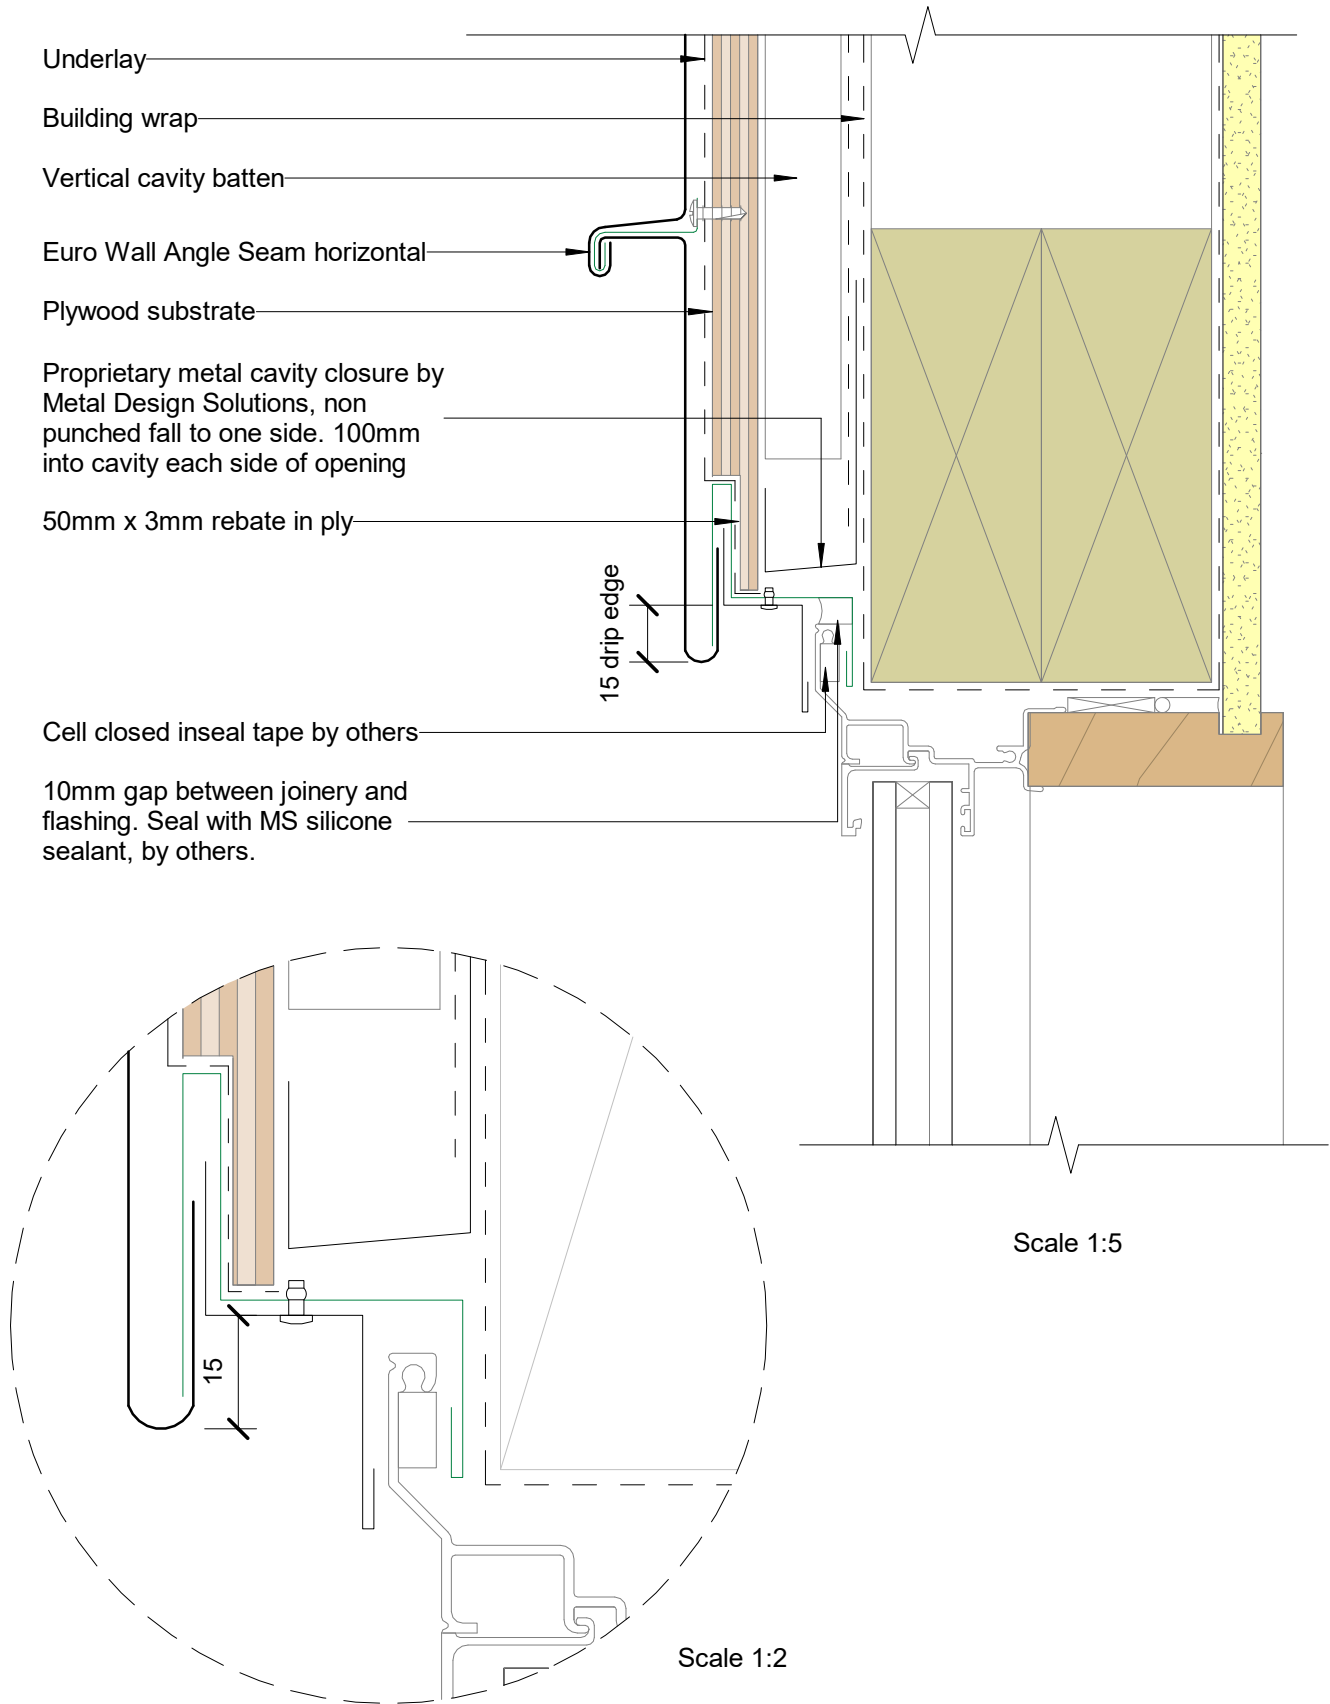 Underlay
Building wrap
Vertical cavity batten
Euro Wall Angle Seam horizontal
Plywood substrate
Proprietary metal cavity closure by
Metal Design Solutions, non
punched fall to one side. 100mm
into cavity each side of opening
50mm x 3mm rebate in ply
15 drip edge
Cell closed inseal tape by others
10mm gap between joinery and
flashing. Seal with MS silicone
sealant, by others.
Scale 1:5
15
Scale 1:2